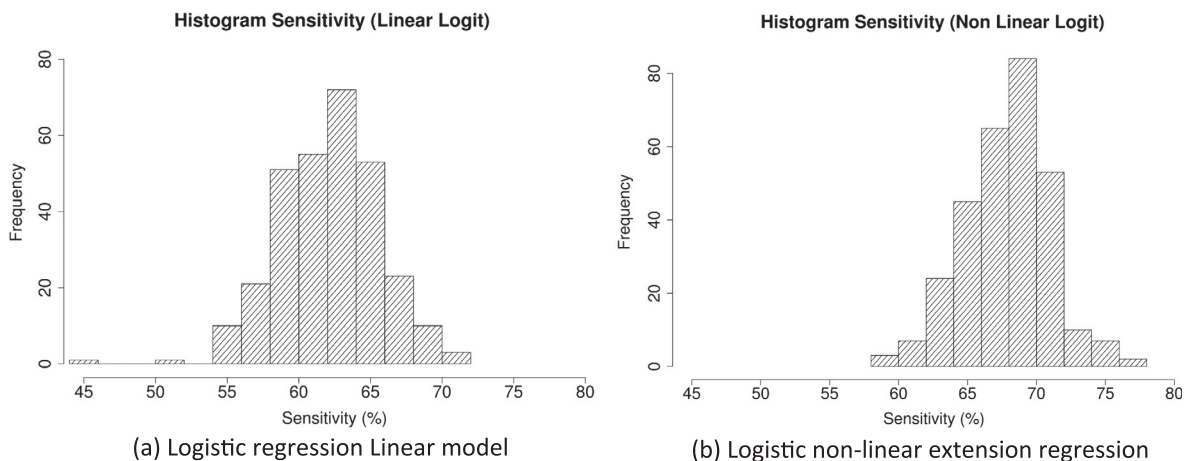 Histogram Sensitivity (Linear Logit)
80
60
40
20
0
Frequency
45 50 55 60 65 70 75 80
Sensitivity (%)
(a) Logistic regression Linear model
Histogram Sensitivity (Non Linear Logit)
80
60
40
20
0
Frequency
45 50 55 60 65 70 75 80
Sensitivity (%)
(b) Logistic non-linear extension regression